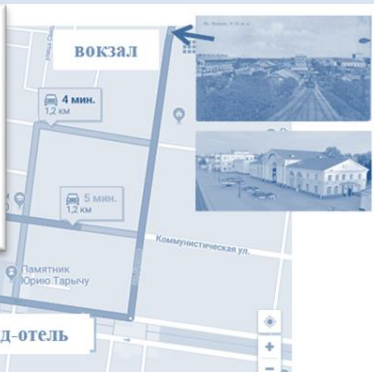 вокзал
4 мин.
1,2 км
5 мин.
1,2 км
Коммунистическая ул.
Памятник
Юрию Тарычу
д-отель
+
−